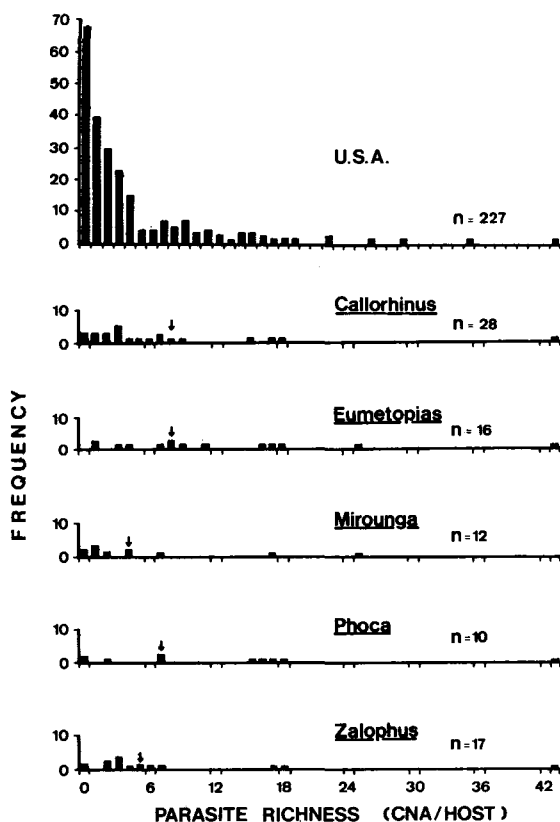 70
60
50
40
30
20
10
0
U.S.A.
n = 227
10
0
Callorhinus
n = 28
10
0
Eumetopias
n = 16
10
0
Mirounga
n = 12
10
0
Phoca
n = 10
10
0
Zalophus
n = 17
0 6 12 18 24 30 36 42
FREQUENCY
PARASITE RICHNESS (CNA/HOST)